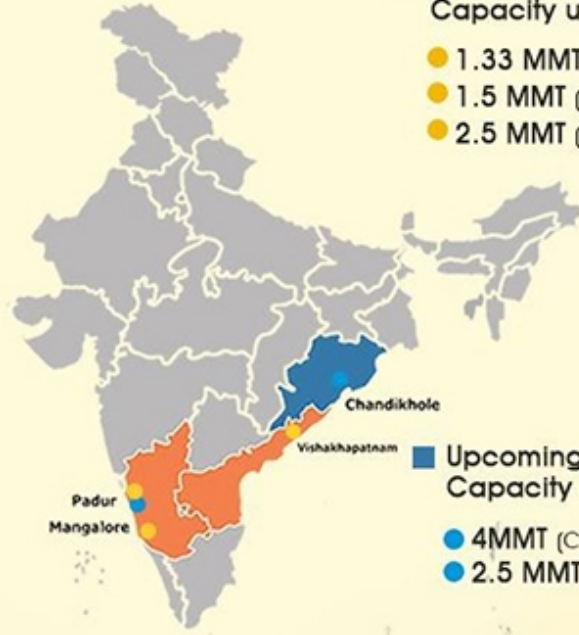 Capacity u
1.33 MMT
1.5 MMT (
2.5 MMT (
Chandikhole
Vishakhapatnam
Padur
Mangalore
Upcoming
Capacity
4MMT (C
2.5 MMT